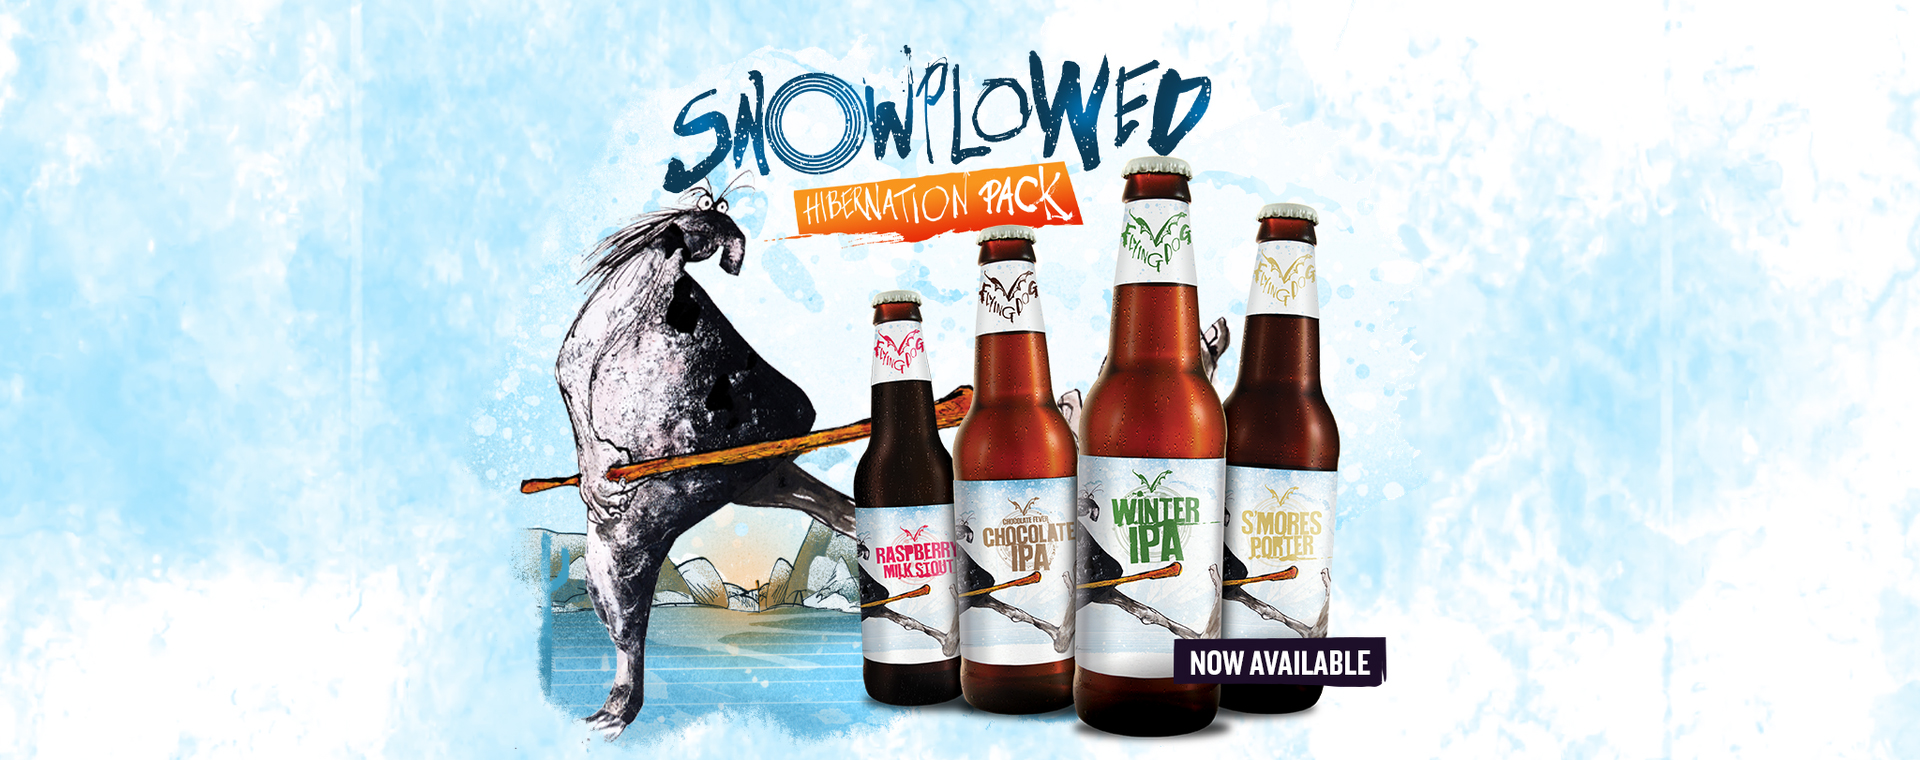 SNOWPLOWED
HIBERNATION PACK
FLYING DOG
RASPBERRY
MILK STOUT
FLYING DOG
CHOCOLATE FEVER
CHOCOLATE
IPA
FLYING DOG
WINTER
IPA
FLYING DOG
S'MORES
PORTER
NOW AVAILABLE